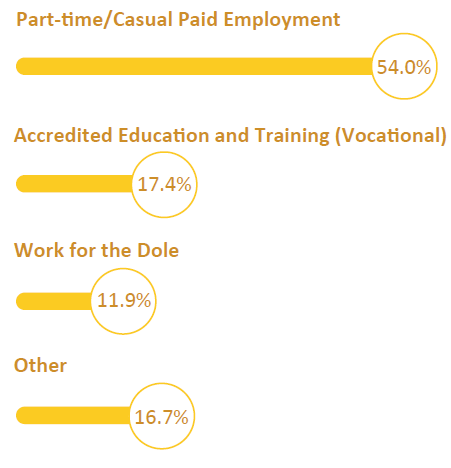 Part-time/Casual Paid Employment
54.0%
Accredited Education and Training (Vocational)
17.4%
Work for the Dole
11.9%
Other
16.7%